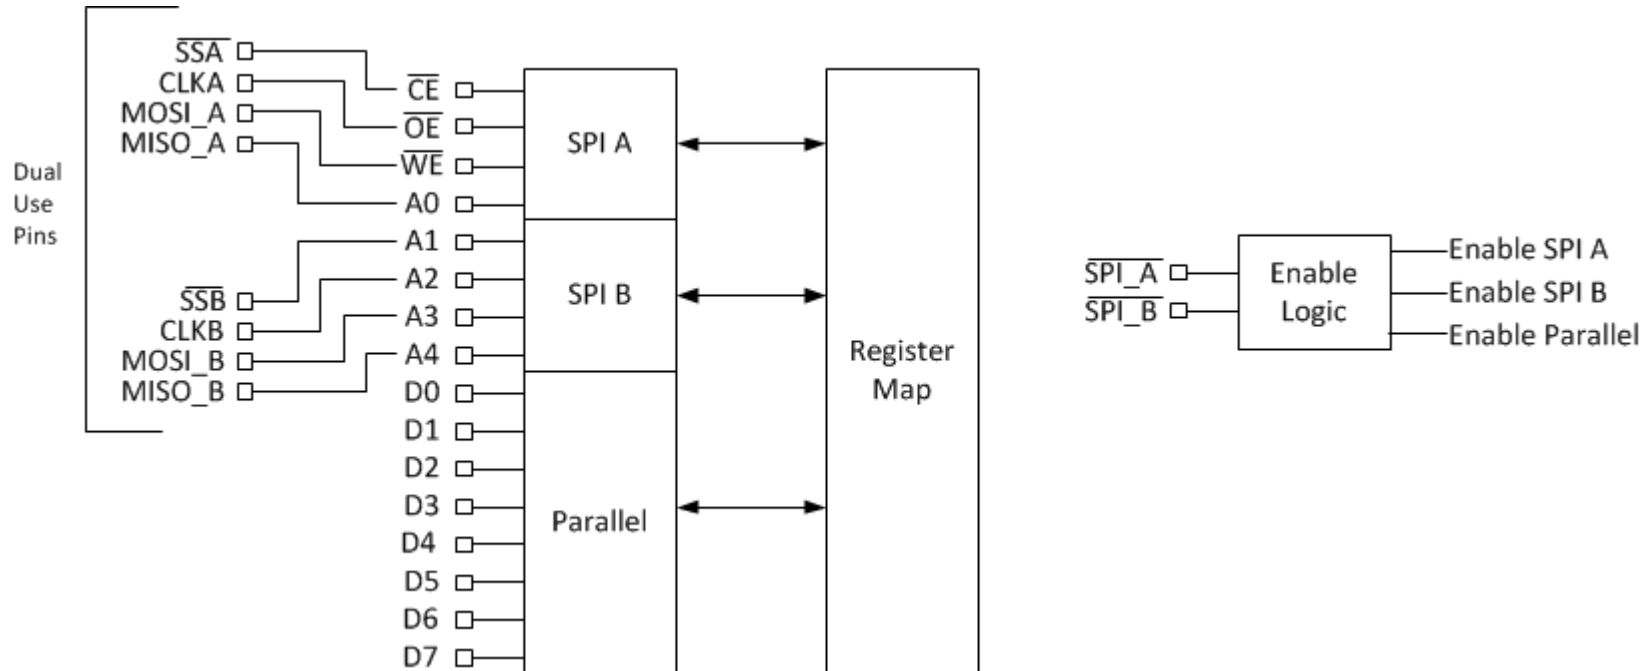 Dual
Use
Pins
SSA
CLKA
MOSI_A
MISO_A
SSB
CLKB
MOSI_B
MISO_B
CE
OE
WE
A0
A1
A2
A3
A4
D0
D1
D2
D3
D4
D5
D6
D7
SPI A
SPI B
Parallel
Register
Map
SPI_A
SPI_B
Enable
Logic
Enable SPI A
Enable SPI B
Enable Parallel